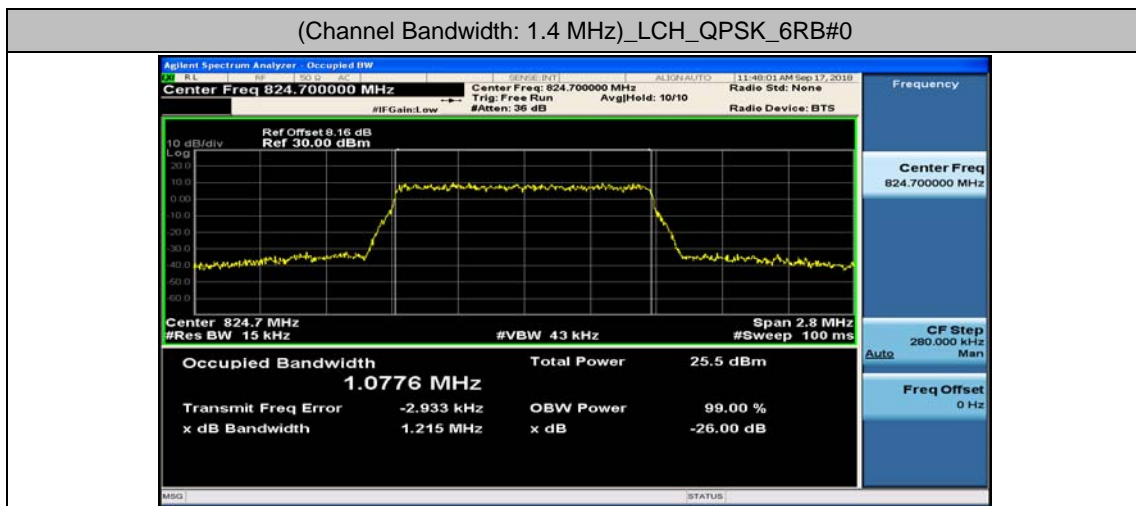 (Channel Bandwidth: 1.4 MHz)_LCH_QPSK_6RB#0
Agilent Spectrum Analyzer - Occupied BW
RL RF 50 Ω AC SENSE:INT ALIGN AUTO 11:48:01 AM Sep 17, 2018
Center Freq 824.700000 MHz
Center Freq: 824.700000 MHz
Radio Std: None
Trig: Free Run Avg|Hold: 10/10
#IFGain:Low
#Atten: 36 dB
Radio Device: BTS
Frequency
Ref Offset 8.16 dB
10 dB/div Ref 30.00 dBm
Log
20.0
10.0
0.00
-10.0
-20.0
-30.0
-40.0
-50.0
-60.0
Center Freq
824.700000 MHz
Center 824.7 MHz
Span 2.8 MHz
#Res BW 15 kHz
#VBW 43 kHz
#Sweep 100 ms
CF Step
280.000 kHz
Auto Man
Occupied Bandwidth
Total Power 25.5 dBm
1.0776 MHz
Freq Offset
0 Hz
Transmit Freq Error -2.933 kHz OBW Power 99.00 %
x dB Bandwidth 1.215 MHz x dB -26.00 dB
MSG STATUS